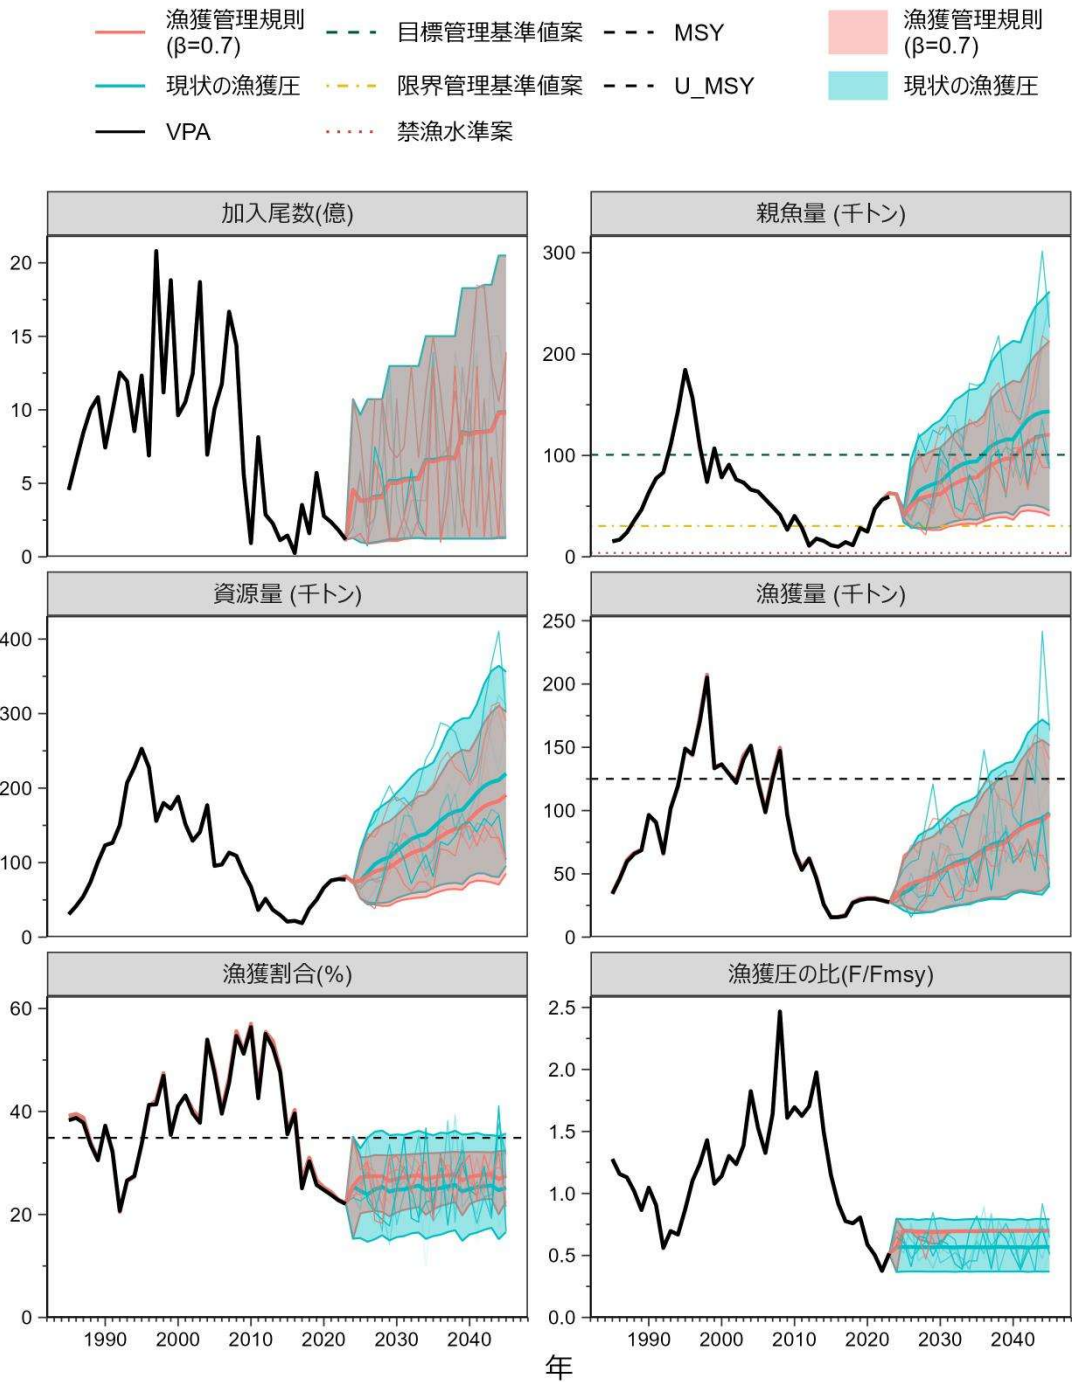 漁獲管理規則
(β=0.7)
目標管理基準値案
MSY
漁獲管理規則
(β=0.7)
現状の漁獲圧
限界管理基準値案
U_MSY
現状の漁獲圧
VPA
禁漁水準案
加入尾数(億)
20
15
10
5
0
親魚量 (千トン)
300
200
100
0
資源量 (千トン)
400
300
200
100
0
漁獲量 (千トン)
250
200
150
100
50
0
漁獲割合(%)
60
40
20
0
1990 2000 2010 2020 2030 2040
漁獲圧の比(F/Fmsy)
2.5
2.0
1.5
1.0
0.5
0.0
1990 2000 2010 2020 2030 2040
年